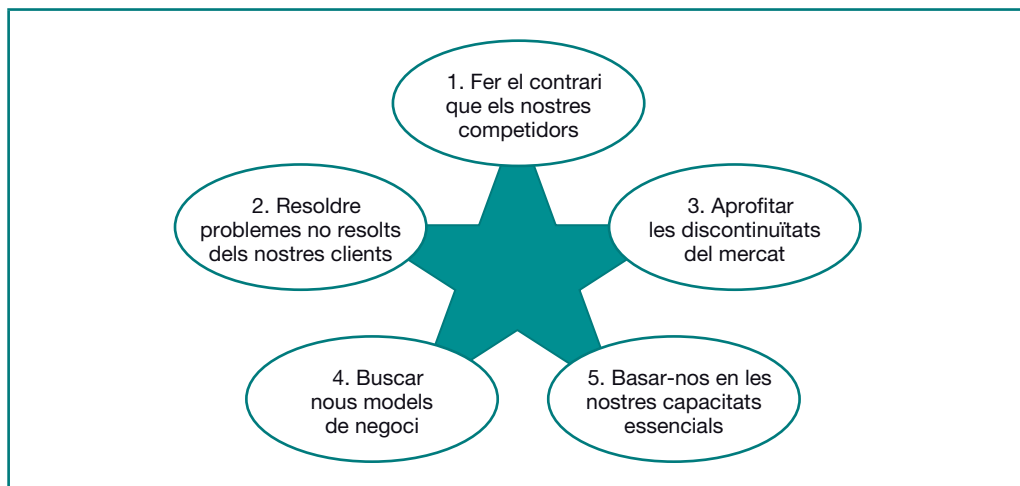 1. Fer el contrari
que els nostres
competidors
2. Resoldre
problemes no resolts
dels nostres clients
3. Aprofitar
les discontinuïtats
del mercat
4. Buscar
nous models
de negoci
5. Basar-nos en les
nostres capacitats
essencials